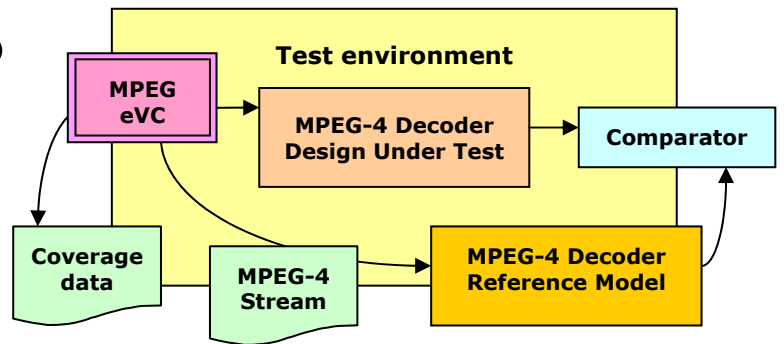 Test environment
MPEG
eVC
MPEG-4 Decoder
Design Under Test
Comparator
Coverage
data
MPEG-4
Stream
MPEG-4 Decoder
Reference Model